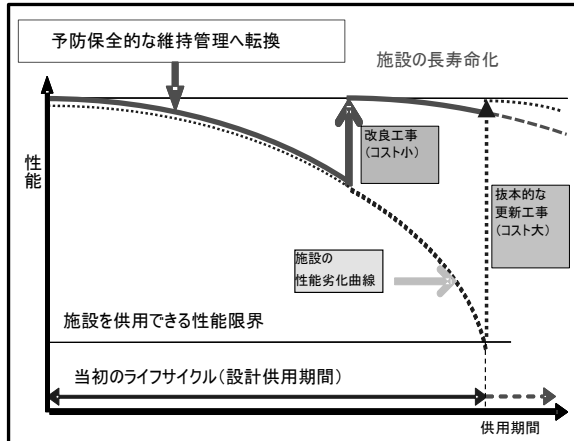 予防保全的な維持管理へ転換
施設の長寿命化
性能
改良工事
(コスト小)
抜本的な
更新工事
(コスト大)
施設の
性能劣化曲線
施設を供用できる性能限界
当初のライフサイクル(設計供用期間)
供用期間